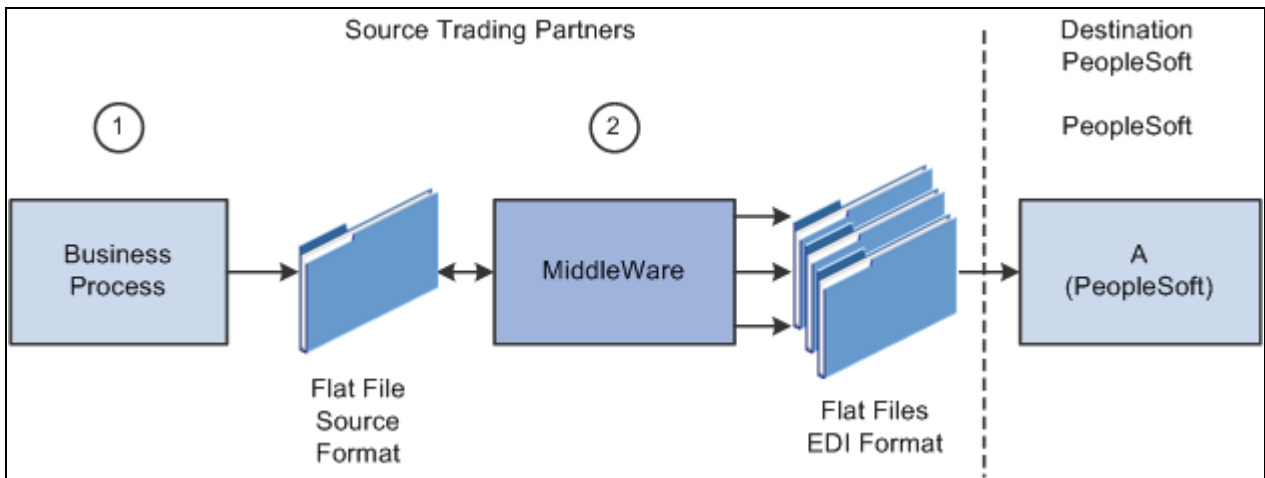 Source Trading Partners
Destination
PeopleSoft
PeopleSoft
1
2
Business
Process
MiddleWare
A
(PeopleSoft)
Flat File
Source
Format
Flat Files
EDI Format